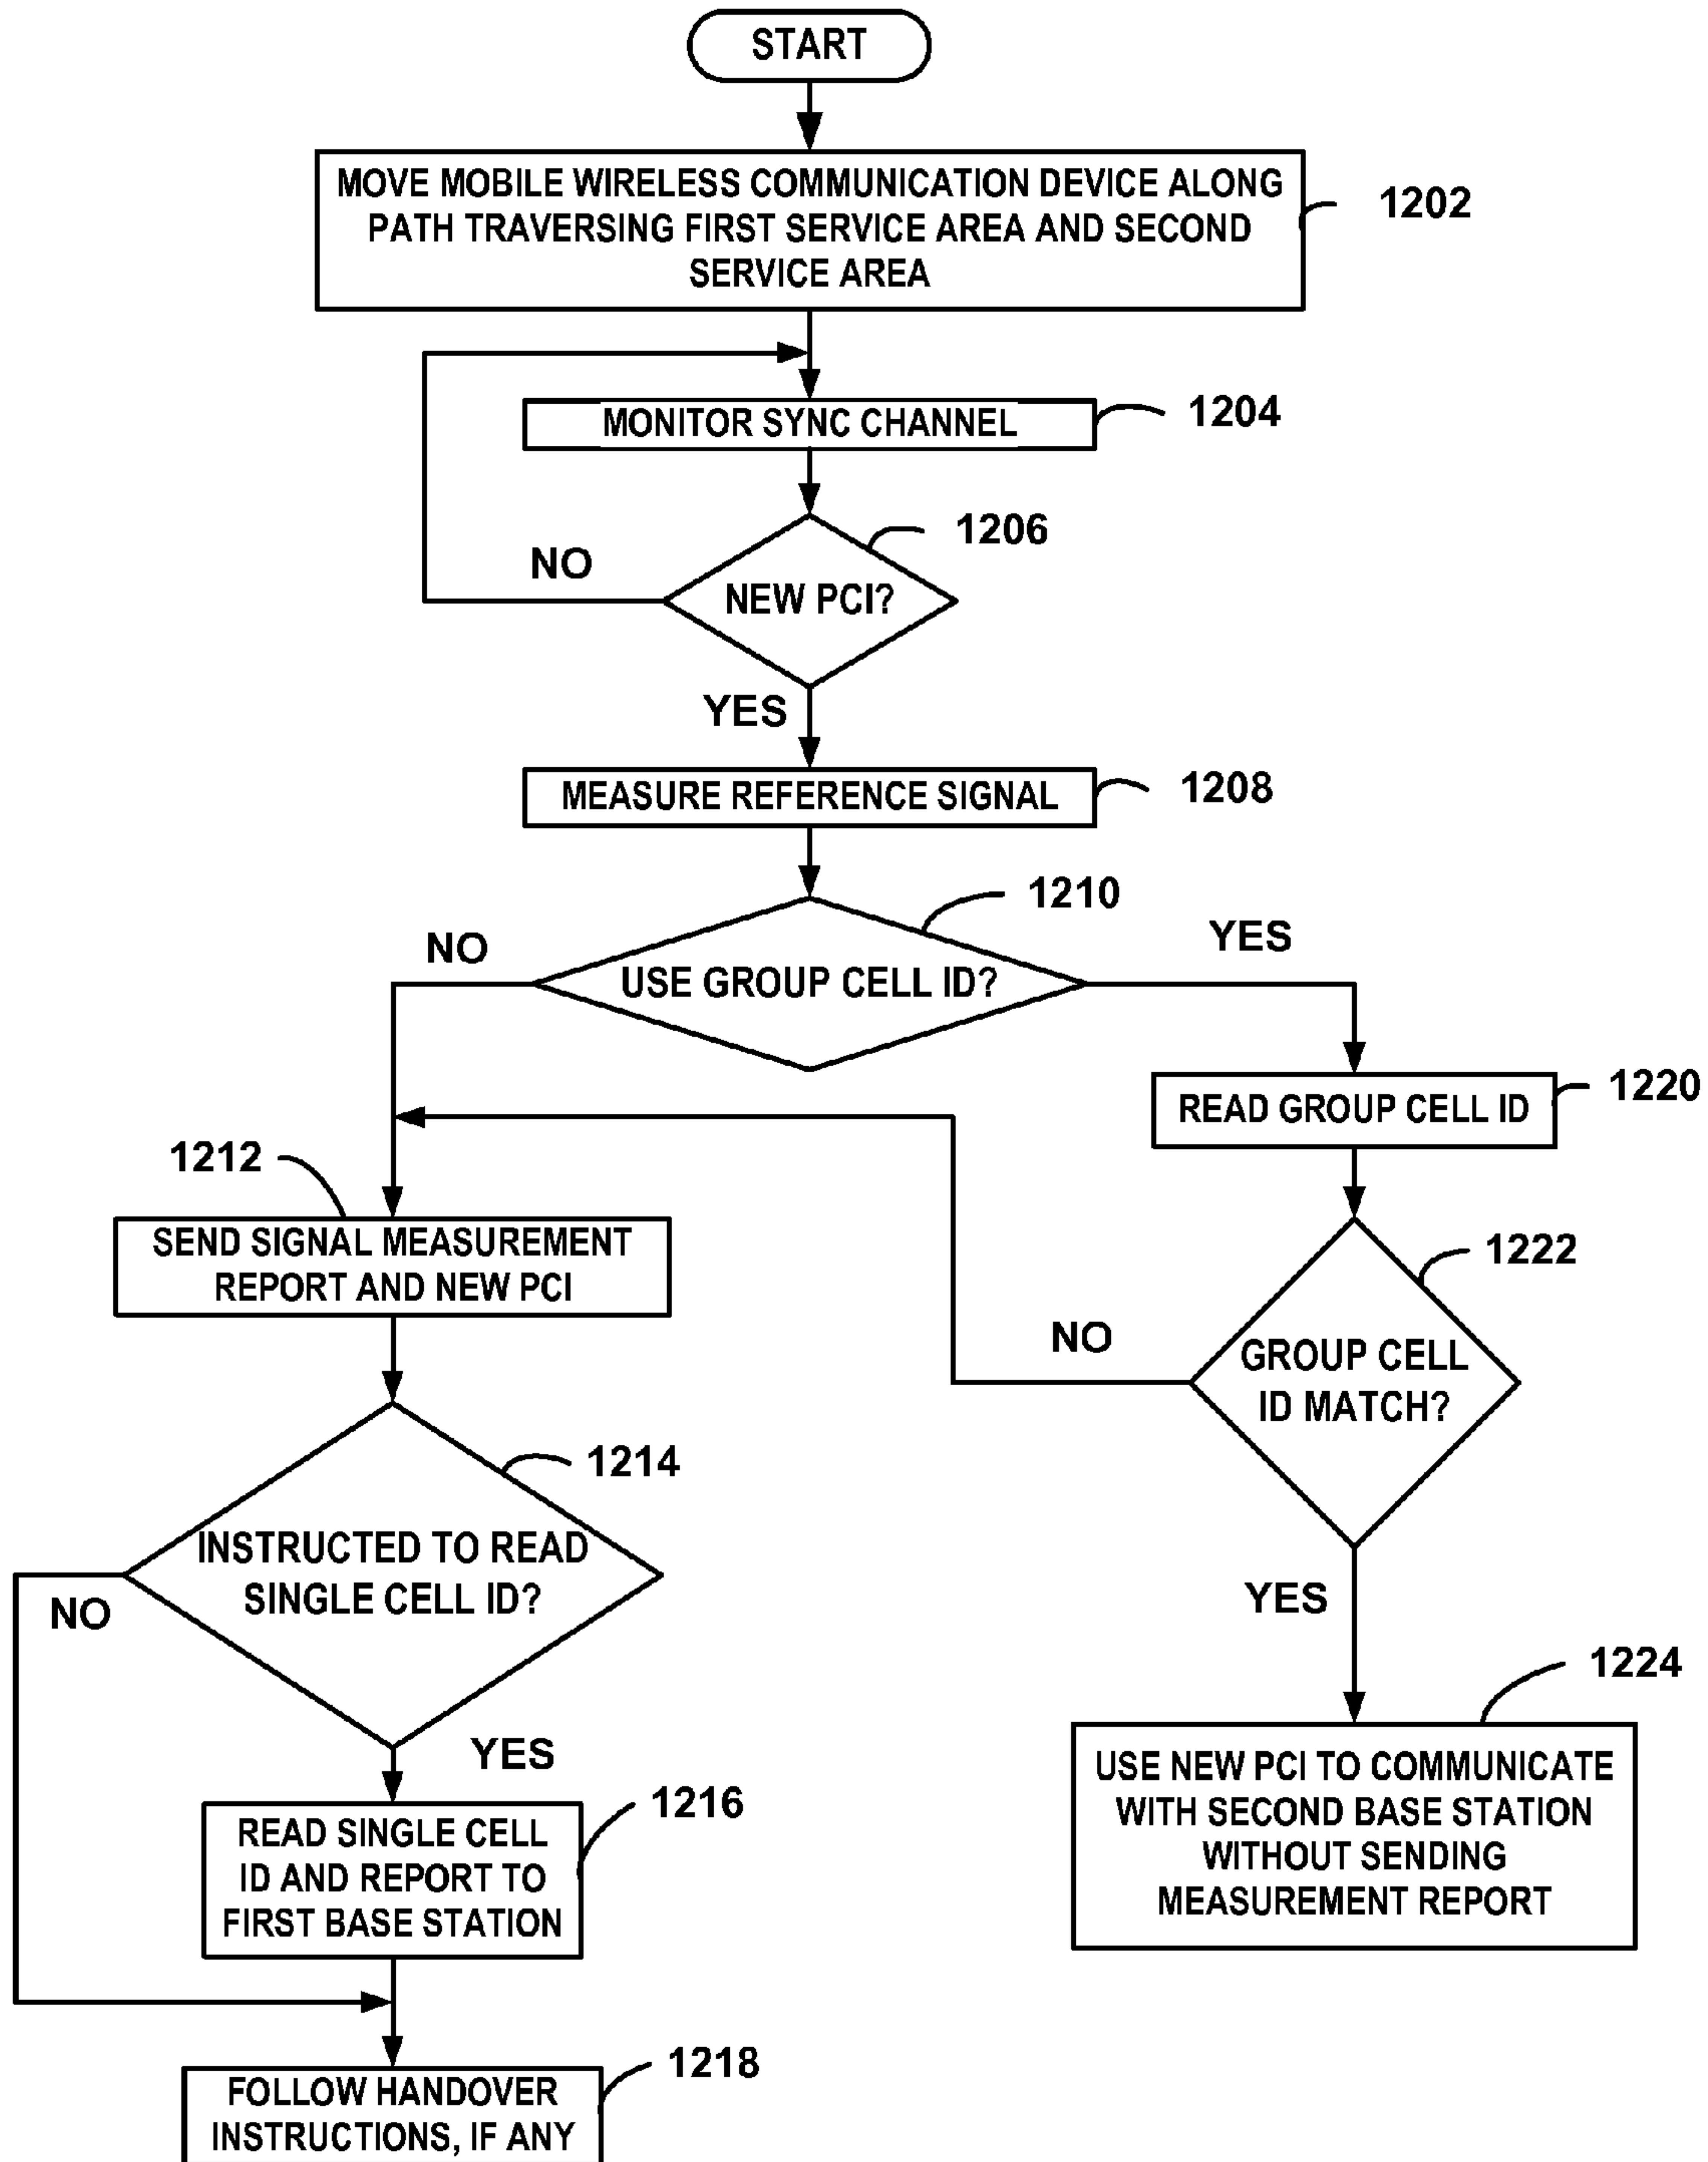 START
MOVE MOBILE WIRELESS COMMUNICATION DEVICE ALONG
PATH TRAVERSING FIRST SERVICE AREA AND SECOND
SERVICE AREA
1202
MONITOR SYNC CHANNEL
1204
1206
NO
NEW PCI?
YES
MEASURE REFERENCE SIGNAL
1208
1210
NO
YES
USE GROUP CELL ID?
READ GROUP CELL ID
1220
1212
SEND SIGNAL MEASUREMENT
REPORT AND NEW PCI
1222
NO
GROUP CELL
ID MATCH?
1214
INSTRUCTED TO READ
SINGLE CELL ID?
NO
YES
YES
1216
READ SINGLE CELL
ID AND REPORT TO
FIRST BASE STATION
1224
USE NEW PCI TO COMMUNICATE
WITH SECOND BASE STATION
WITHOUT SENDING
MEASUREMENT REPORT
1218
FOLLOW HANDOVER
INSTRUCTIONS, IF ANY